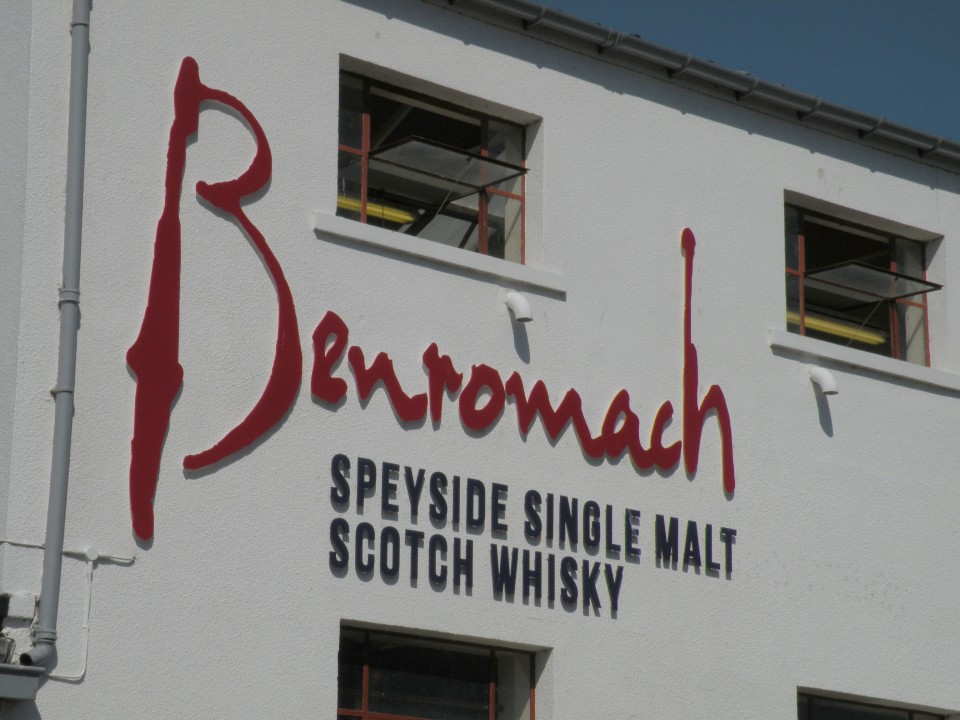 Benromach
SPEYSIDE SINGLE MALT
SCOTCH WHISKY